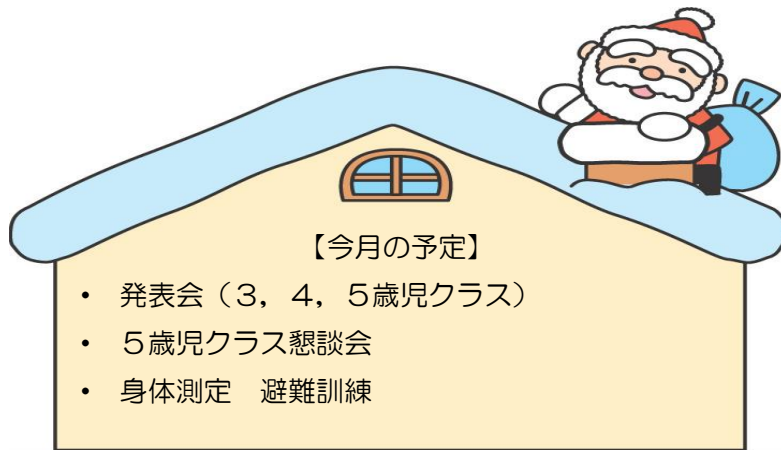 【今月の予定】
• 発表会（３，４，５歳児クラス）
• ５歳児クラス懇談会
• 身体測定　避難訓練